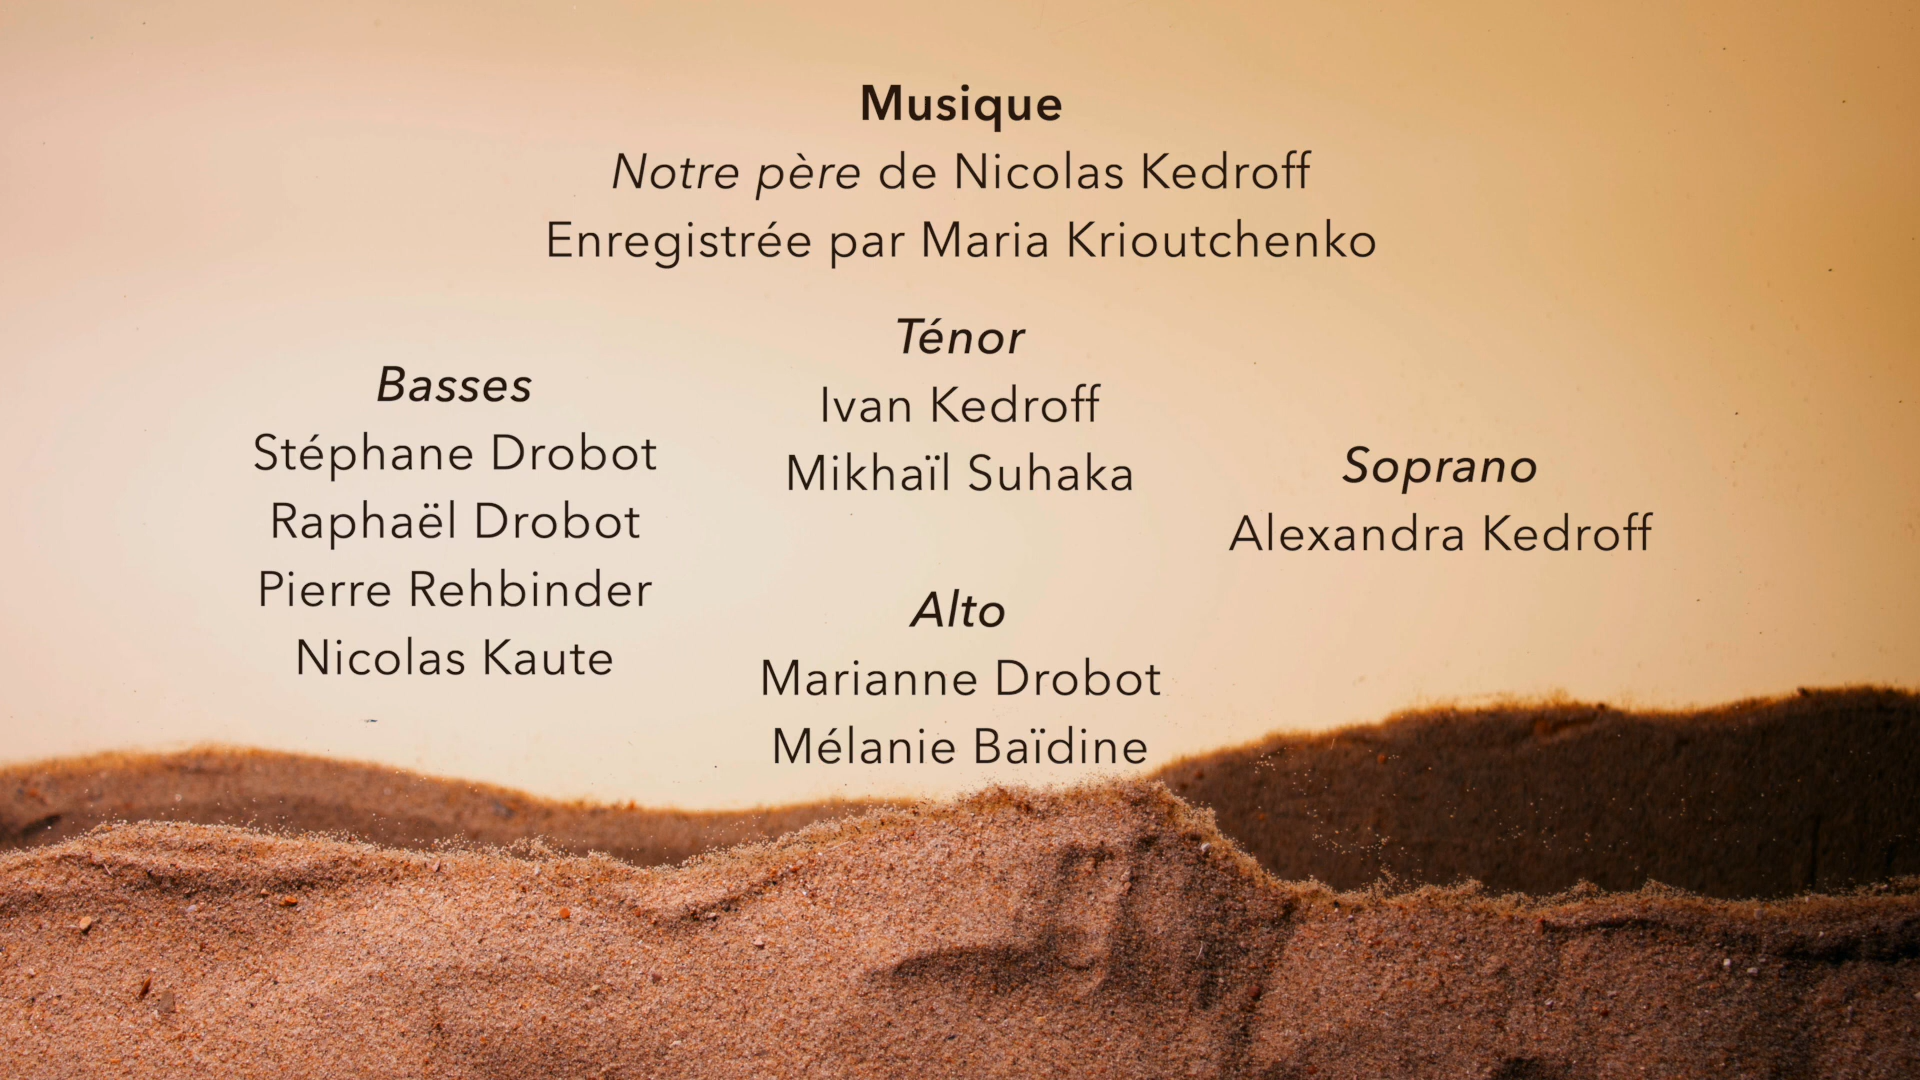 Musique
Notre père de Nicolas Kedroff
Enregistrée par Maria Krioutchenko
Basses
Stéphane Drobot
Raphaël Drobot
Pierre Rehbinder
Nicolas Kaute
Ténor
Ivan Kedroff
Mikhaïl Suhaka
Alto
Marianne Drobot
Mélanie Baïdine
Soprano
Alexandra Kedroff